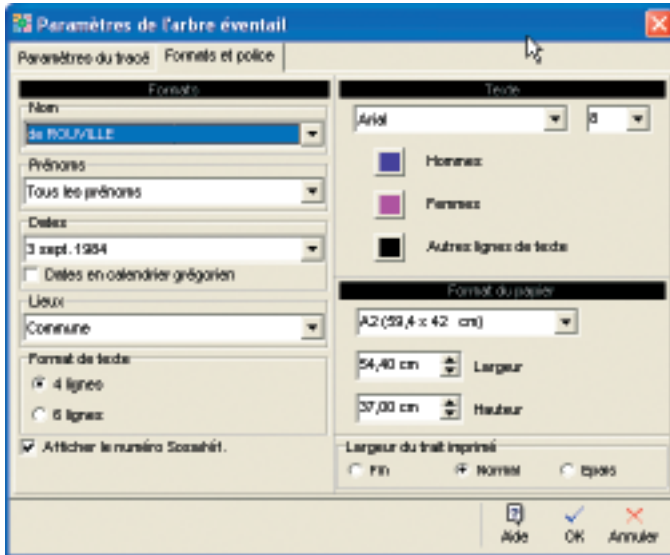 Paramètres de l'arbre éventail
Paramètres du tracé
Formats et police
Formats
Nom
de ROUVILLE
Prénoms
Tous les prénoms
Dates
3 sept. 1984
Dates en calendrier grégorien
Lieux
Commune
Format de texte
4 lignes
6 lignes
Afficher le numéro
Texte
Arial
8
Hommes
Femmes
Autres lignes de texte
Format du papier
A2 (59,4 x 42 cm)
54,40 cm
Largeur
37,00 cm
Hauteur
Largeur du trait imprimé
Fin
Normal
Epais
Aide
OK
Annuler